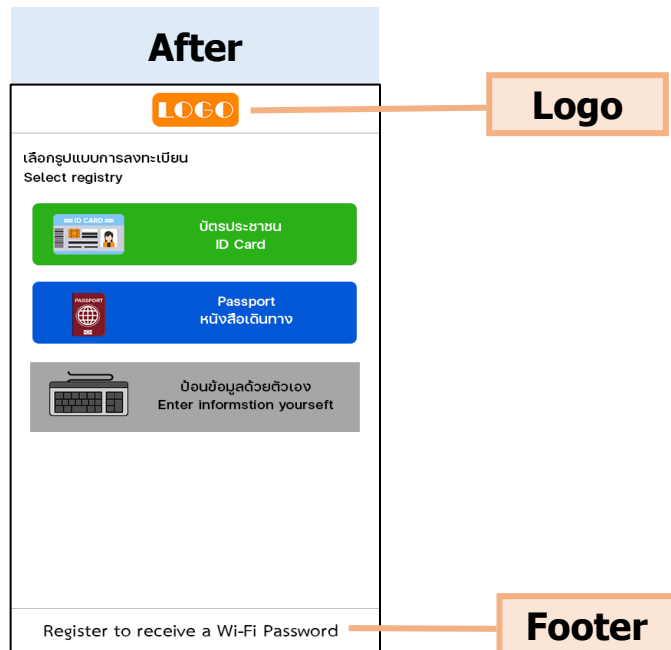 After
LOGO
Logo
เลือกรูปแบบการลงทะเบียน
Select registry
ID CARD
บัตรประชาชน
ID Card
PASSPORT
Passport
หนังสือเดินทาง
ป้อนข้อมูลด้วยตัวเอง
Enter informstion yourseft
Register to receive a Wi-Fi Password
Footer